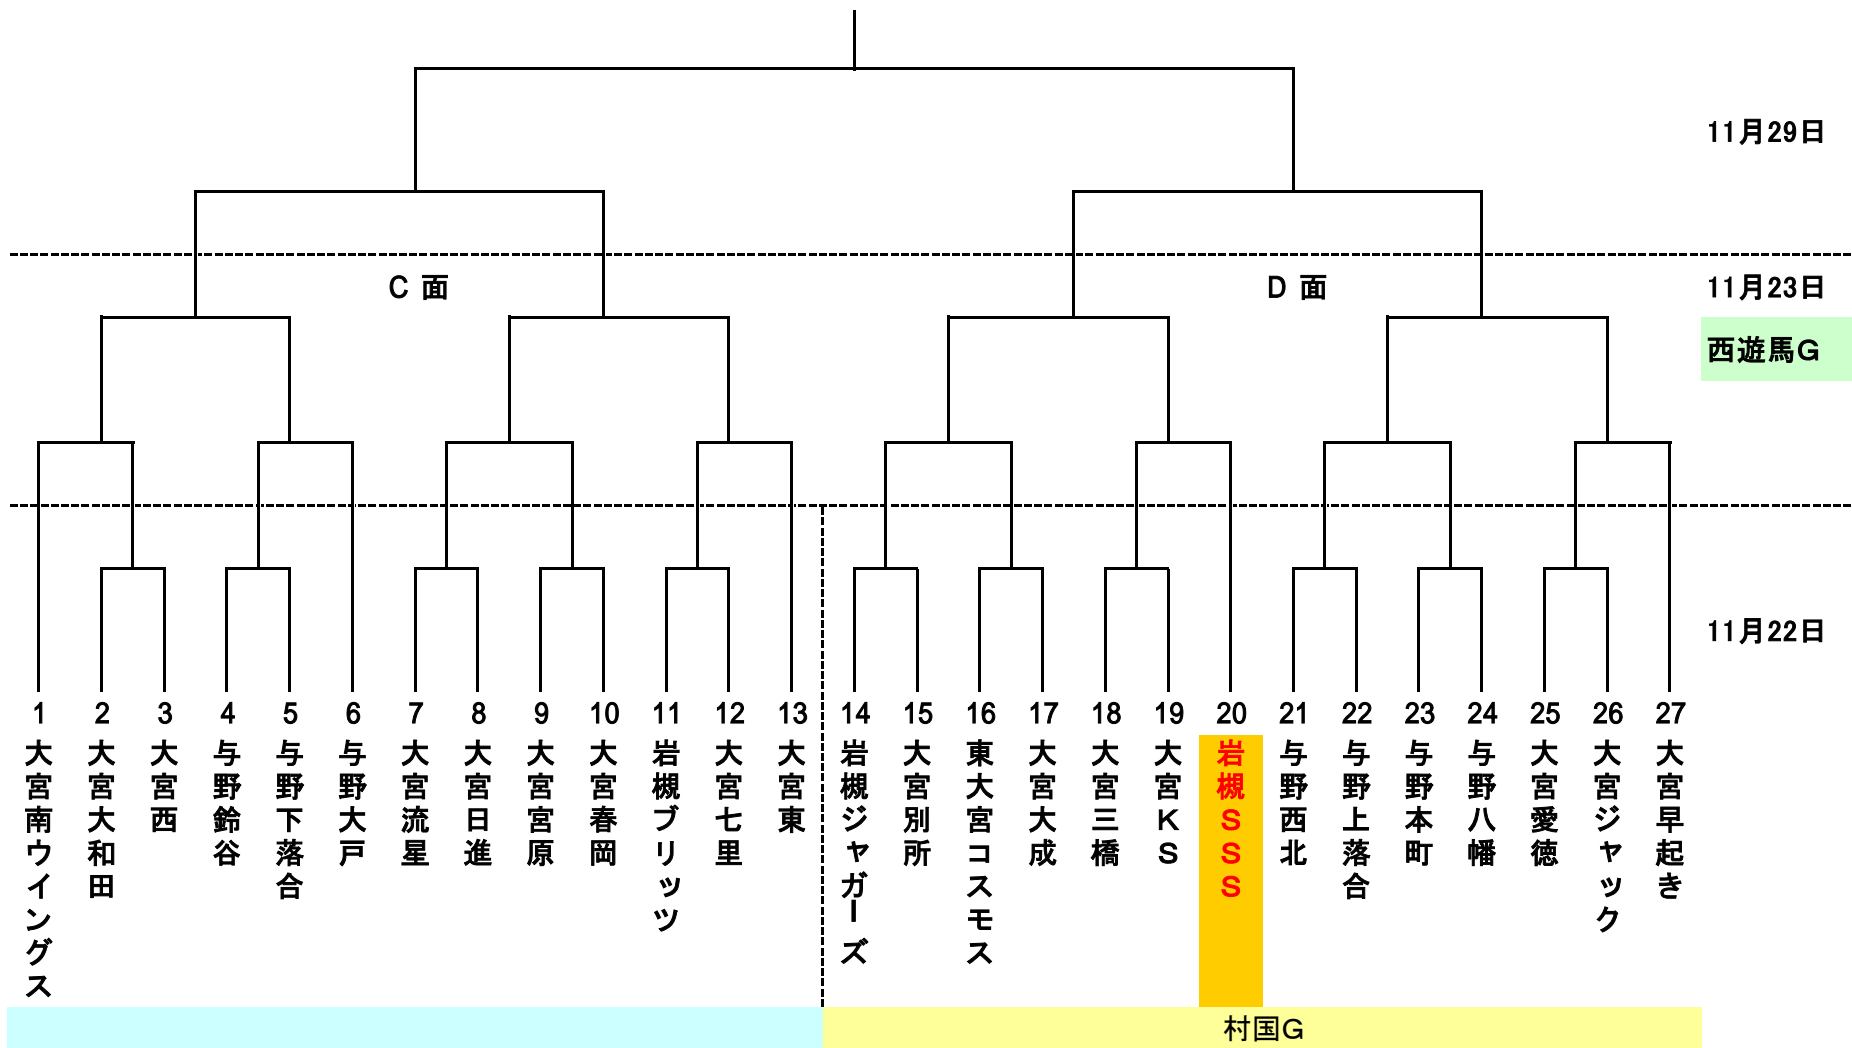 11月29日
C 面
D 面
11月23日
西遊馬G
11月22日
1 2 3 4 5 6 7 8 9 10 11 12 13 14 15 16 17 18 19 20 21 22 23 24 25 26 27
大宮南ウイングス
大宮大和田
大宮西
与野鈴谷
与野下落合
与野大戸
大宮流星
大宮日進
大宮宮原
大宮春岡
岩槻ブリッツ
大宮七里
大宮東
岩槻ジャガーズ
大宮別所
東大宮コスモス
大宮大成
大宮三橋
大宮KS
岩槻SSS
与野西北
与野上落合
与野本町
与野八幡
大宮愛徳
大宮ジャック
大宮早起き
村国G